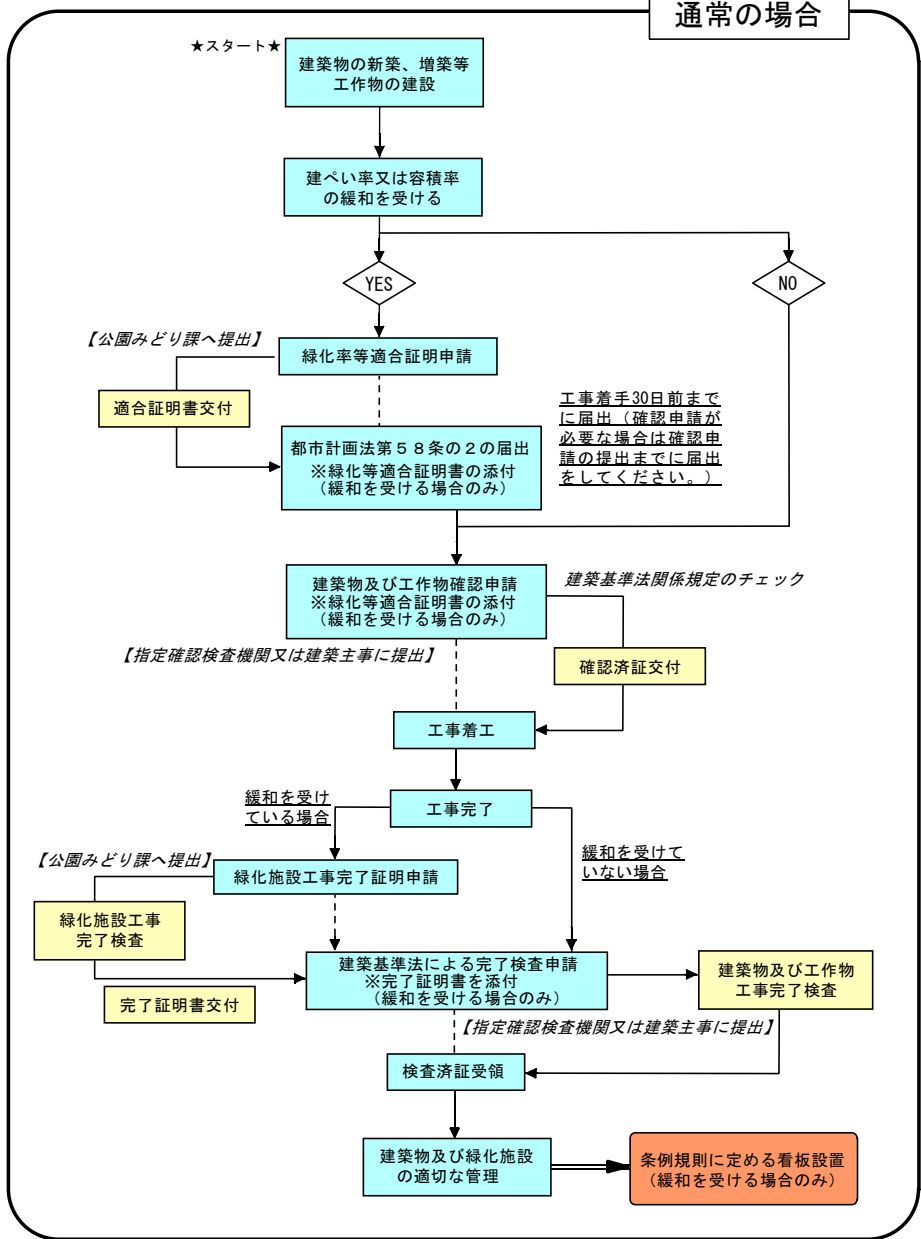 通常の場合
★スタート★
建築物の新築、増築等
工作物の建設
建ぺい率又は容積率
の緩和を受ける
YES
NO
【公園みどり課へ提出】
緑化率等適合証明申請
適合証明書交付
工事着手30日前まで
に届出（確認申請が
必要な場合は確認申
請の提出までに届出
をしてください。）
都市計画法第５８条の２の届出
※緑化等適合証明書の添付
（緩和を受ける場合のみ）
建築物及び工作物確認申請
※緑化等適合証明書の添付
（緩和を受ける場合のみ）
建築基準法関係規定のチェック
【指定確認検査機関又は建築主事に提出】
確認済証交付
工事着工
工事完了
緩和を受け
ている場合
緩和を受けて
いない場合
【公園みどり課へ提出】
緑化施設工事完了証明申請
緑化施設工事
完了検査
完了証明書交付
建築基準法による完了検査申請
※完了証明書を添付
（緩和を受ける場合のみ）
建築物及び工作物
工事完了検査
【指定確認検査機関又は建築主事に提出】
検査済証受領
建築物及び緑化施設
の適切な管理
条例規則に定める看板設置
（緩和を受ける場合のみ）